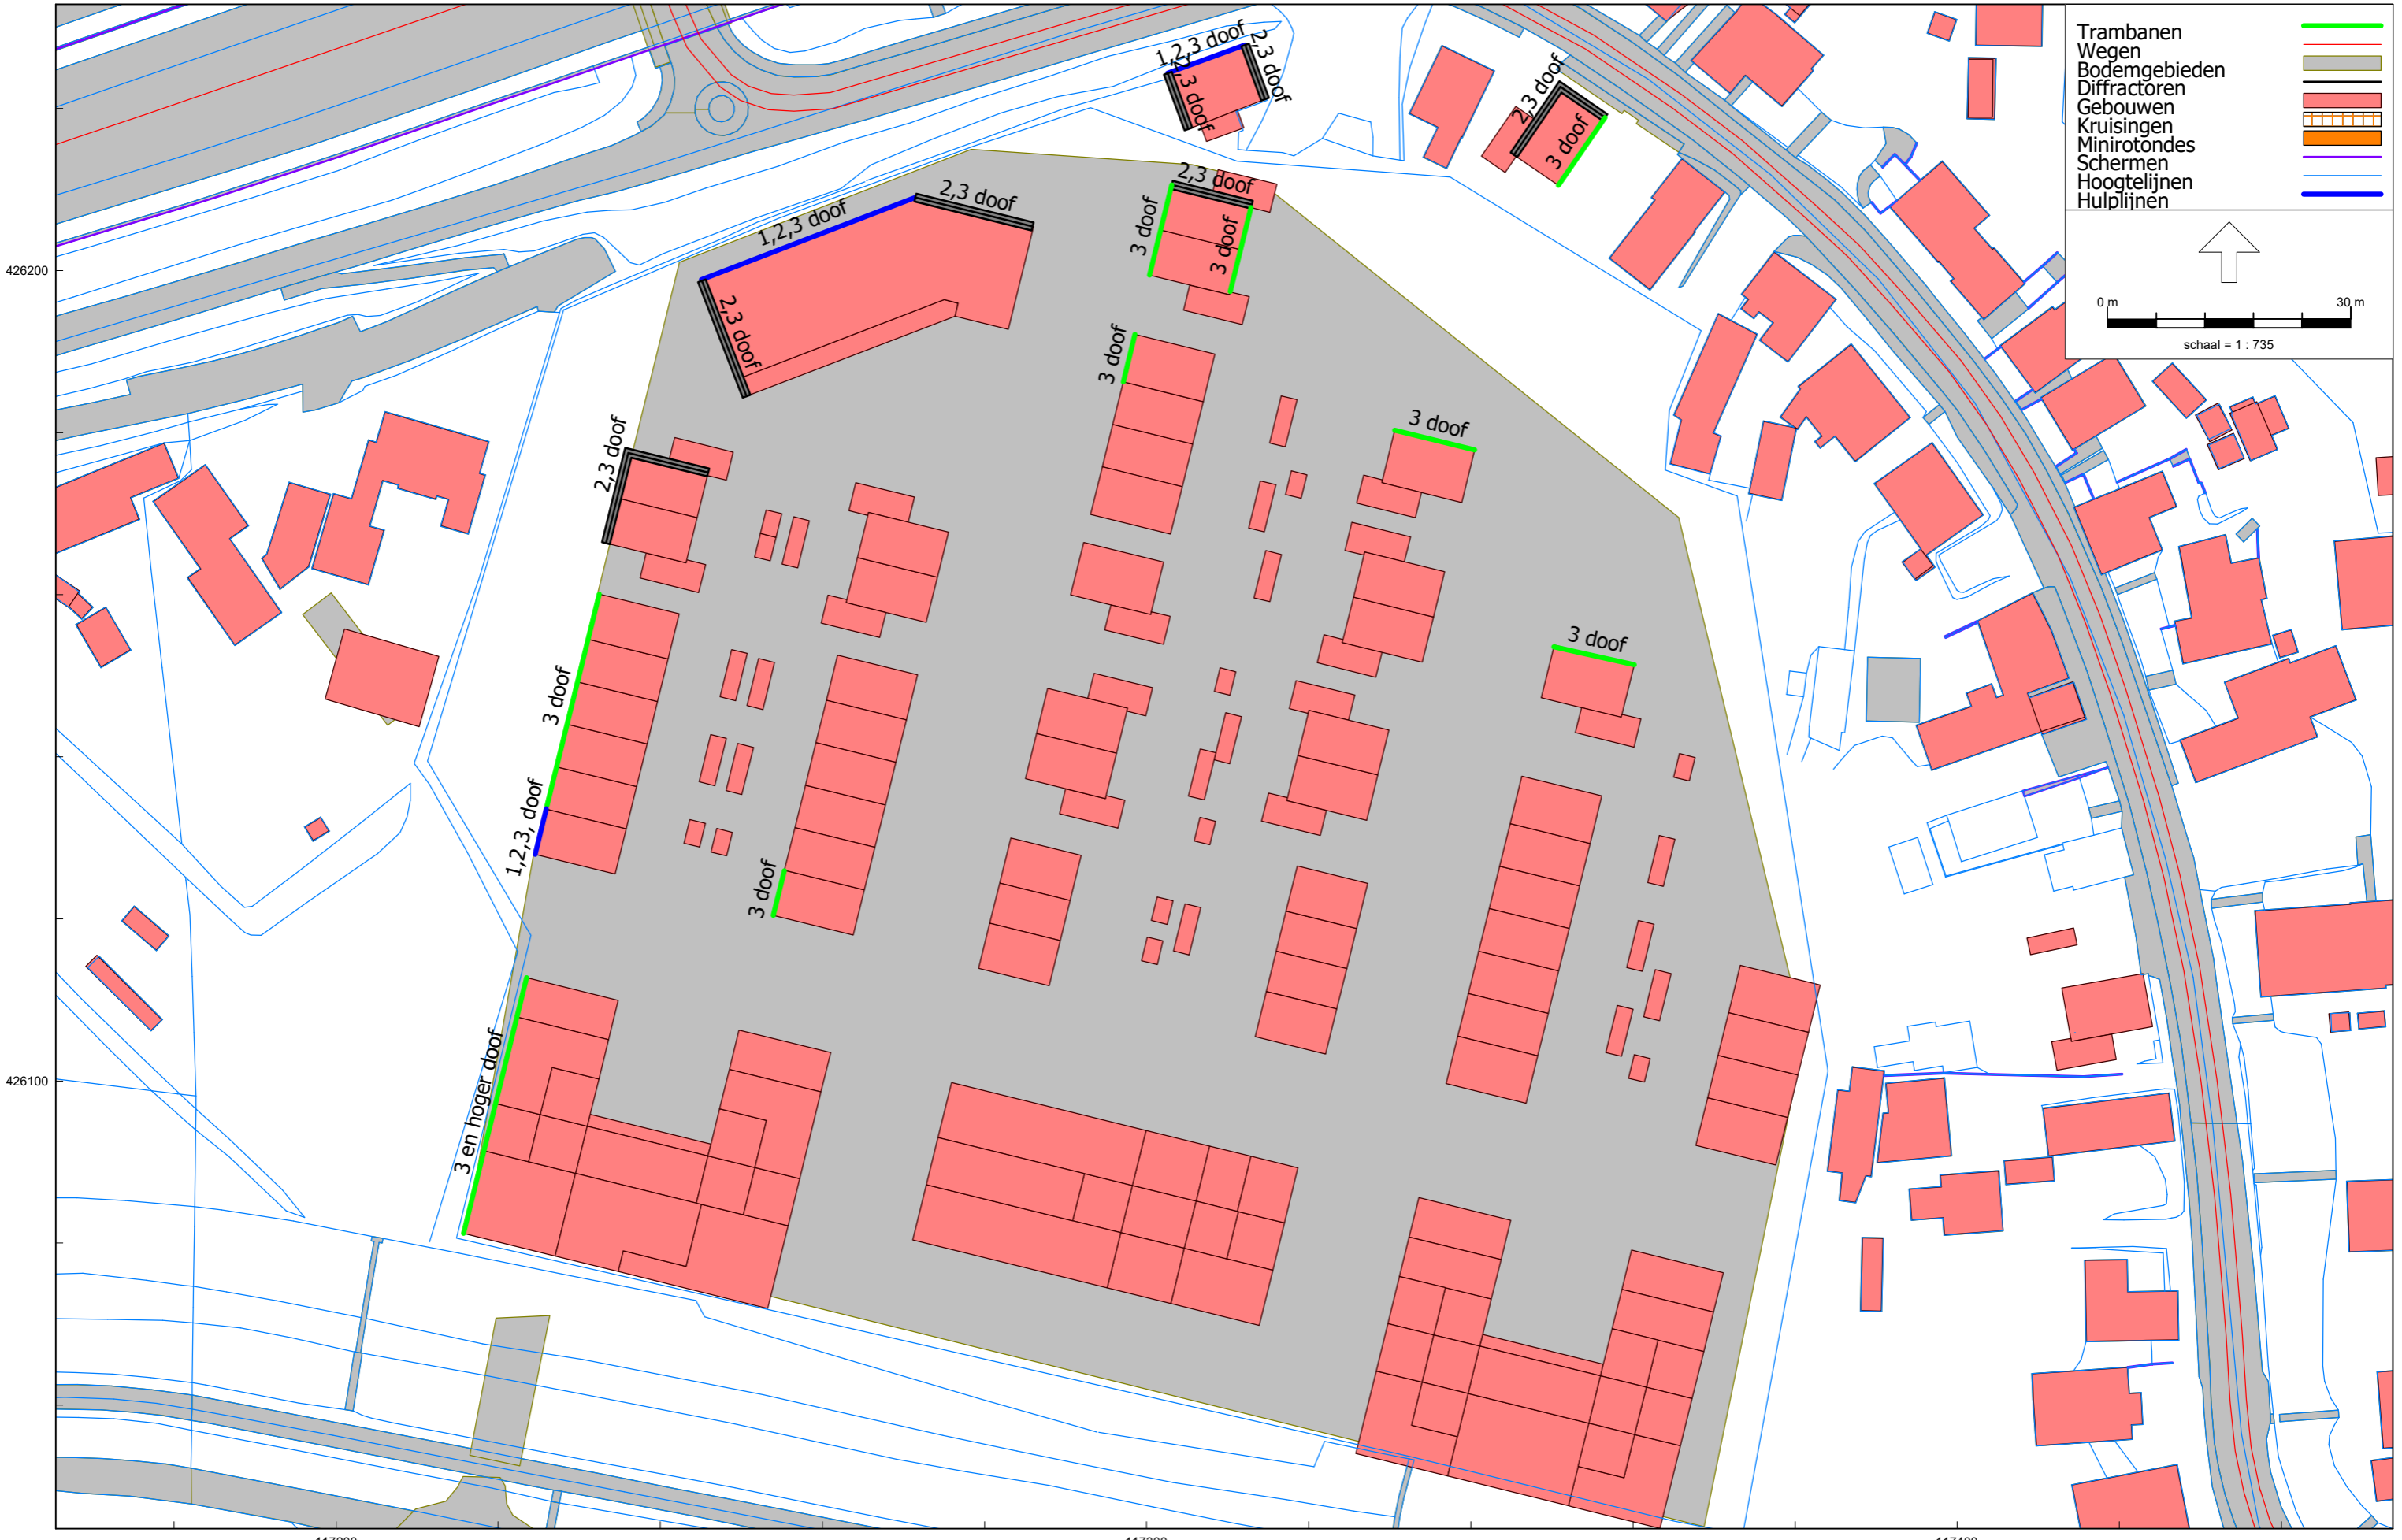 Trambanen
Wegen
Bodemgebieden
Diffractoren
Gebouwen
Kruisingen
Minirotondes
Schermen
Hoogtelijnen
Hulplijnen
0 m
30 m
schaal = 1 : 735
1,2,3 doof
2,3 doof
2,3 doof
2,3 doof
3 doof
2,3 doof
3 doof
3 doof
2,3 doof
1,2,3 doof
2,3 doof
426200
3 doof
3 doof
2,3 doof
3 doof
3 doof
1,2,3, doof
3 doof
3 en hoger doof
426100